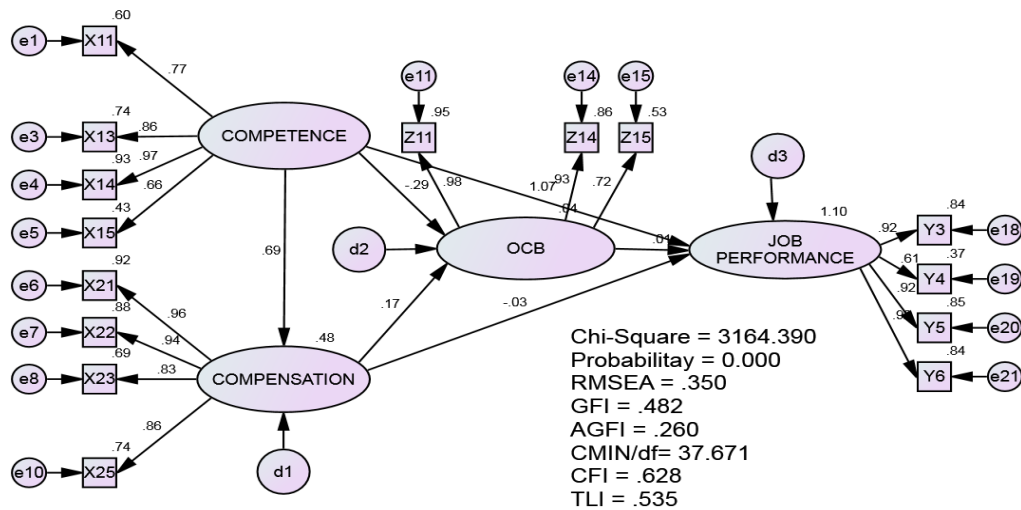 .60
e1
X11
.77
e11
e14
e15
.74
.95
.86
.53
e3
X13
.86
COMPETENCE
Z11
Z14
Z15
d3
.93
.97
e4
X14
.66
-.29
.98
1.07
.93
.72
.43
e5
X15
.04
1.10
.84
.92
Y3
e18
.69
d2
OCB
.01
JOB
PERFORMANCE
.61
.37
Y4
e19
.92
e6
X21
.92
.96
.17
-.03
.85
Y5
e20
.88
e7
X22
.94
.69
.48
e8
X23
.83
COMPENSATION
.84
Y6
e21
.86
.74
e10
X25
d1
Chi-Square = 3164.390
Probabilitay = 0.000
RMSEA = .350
GFI = .482
AGFI = .260
CMIN/df= 37.671
CFI = .628
TLI = .535